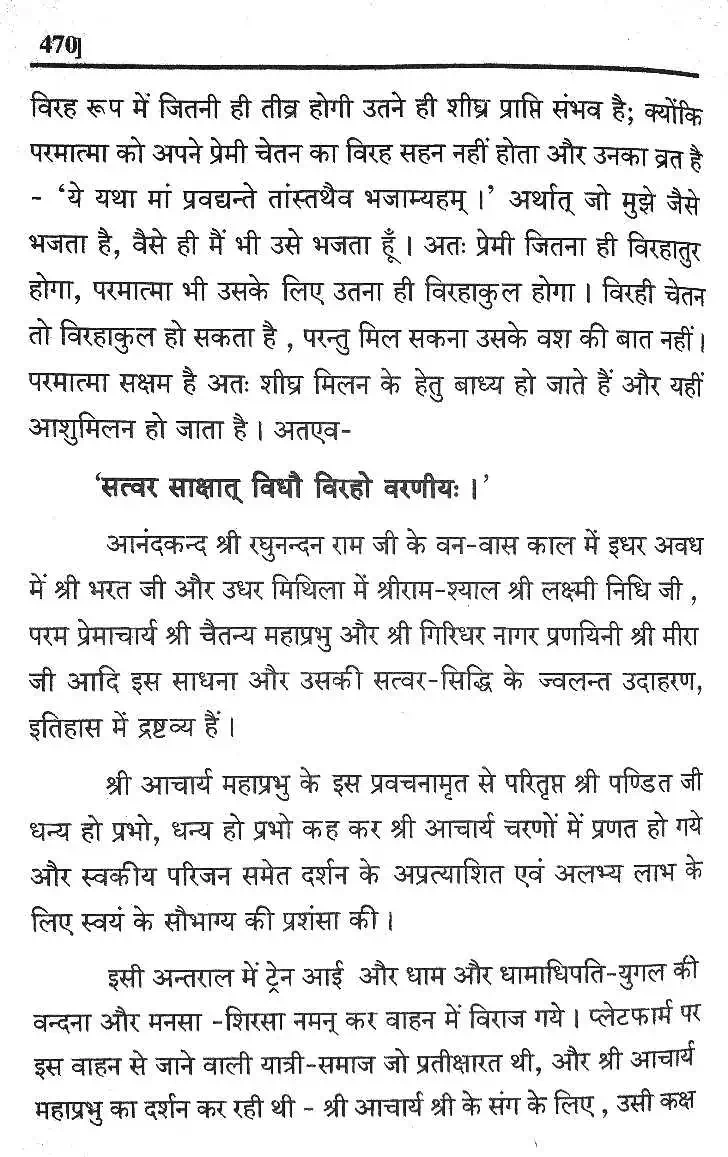 470]
विरह रूप में जितनी ही तीव्र होगी उतने ही शीघ्र प्राप्ति संभव है; क्योंकि
परमात्मा को अपने प्रेमी चेतन का विरह सहन नहीं होता और उनका व्रत है
- ‘ये यथा मां प्रवद्यन्ते तांस्तथैव भजाम्यहम् ।’ अर्थात् जो मुझे जैसे
भजता है, वैसे ही मैं भी उसे भजता हूँ । अतः प्रेमी जितना ही विरहातुर
होगा, परमात्मा भी उसके लिए उतना ही विरहाकुल होगा । विरही चेतन
तो विरहाकुल हो सकता है , परन्तु मिल सकना उसके वश की बात नहीं ।
परमात्मा सक्षम है अतः शीघ्र मिलन के हेतु बाध्य हो जाते हैं और यहीं
आशुमिलन हो जाता है । अतएव-
‘सत्वर साक्षात् विधौ विरहो वरणीयः ।’
आनंदकन्द श्री रघुनन्दन राम जी के वन-वास काल में इधर अवध
में श्री भरत जी और उधर मिथिला में श्रीराम-श्याल श्री लक्ष्मी निधि जी ,
परम प्रेमाचार्य श्री चैतन्य महाप्रभु और श्री गिरिधर नागर प्रणयिनी श्री मीरा
जी आदि इस साधना और उसकी सत्वर-सिद्धि के ज्वलन्त उदाहरण,
इतिहास में द्रष्टव्य हैं ।
श्री आचार्य महाप्रभु के इस प्रवचनामृत से परितृप्त श्री पण्डित जी
धन्य हो प्रभो, धन्य हो प्रभो कह कर श्री आचार्य चरणों में प्रणत हो गये
और स्वकीय परिजन समेत दर्शन के अप्रत्याशित एवं अलभ्य लाभ के
लिए स्वयं के सौभाग्य की प्रशंसा की ।
इसी अन्तराल में ट्रेन आई और धाम और धामाधिपति-युगल की
वन्दना और मनसा -शिरसा नमन् कर वाहन में विराज गये । प्लेटफार्म पर
इस वाहन से जाने वाली यात्री-समाज जो प्रतीक्षारत थी, और श्री आचार्य
महाप्रभु का दर्शन कर रही थी - श्री आचार्य श्री के संग के लिए , उसी कक्ष